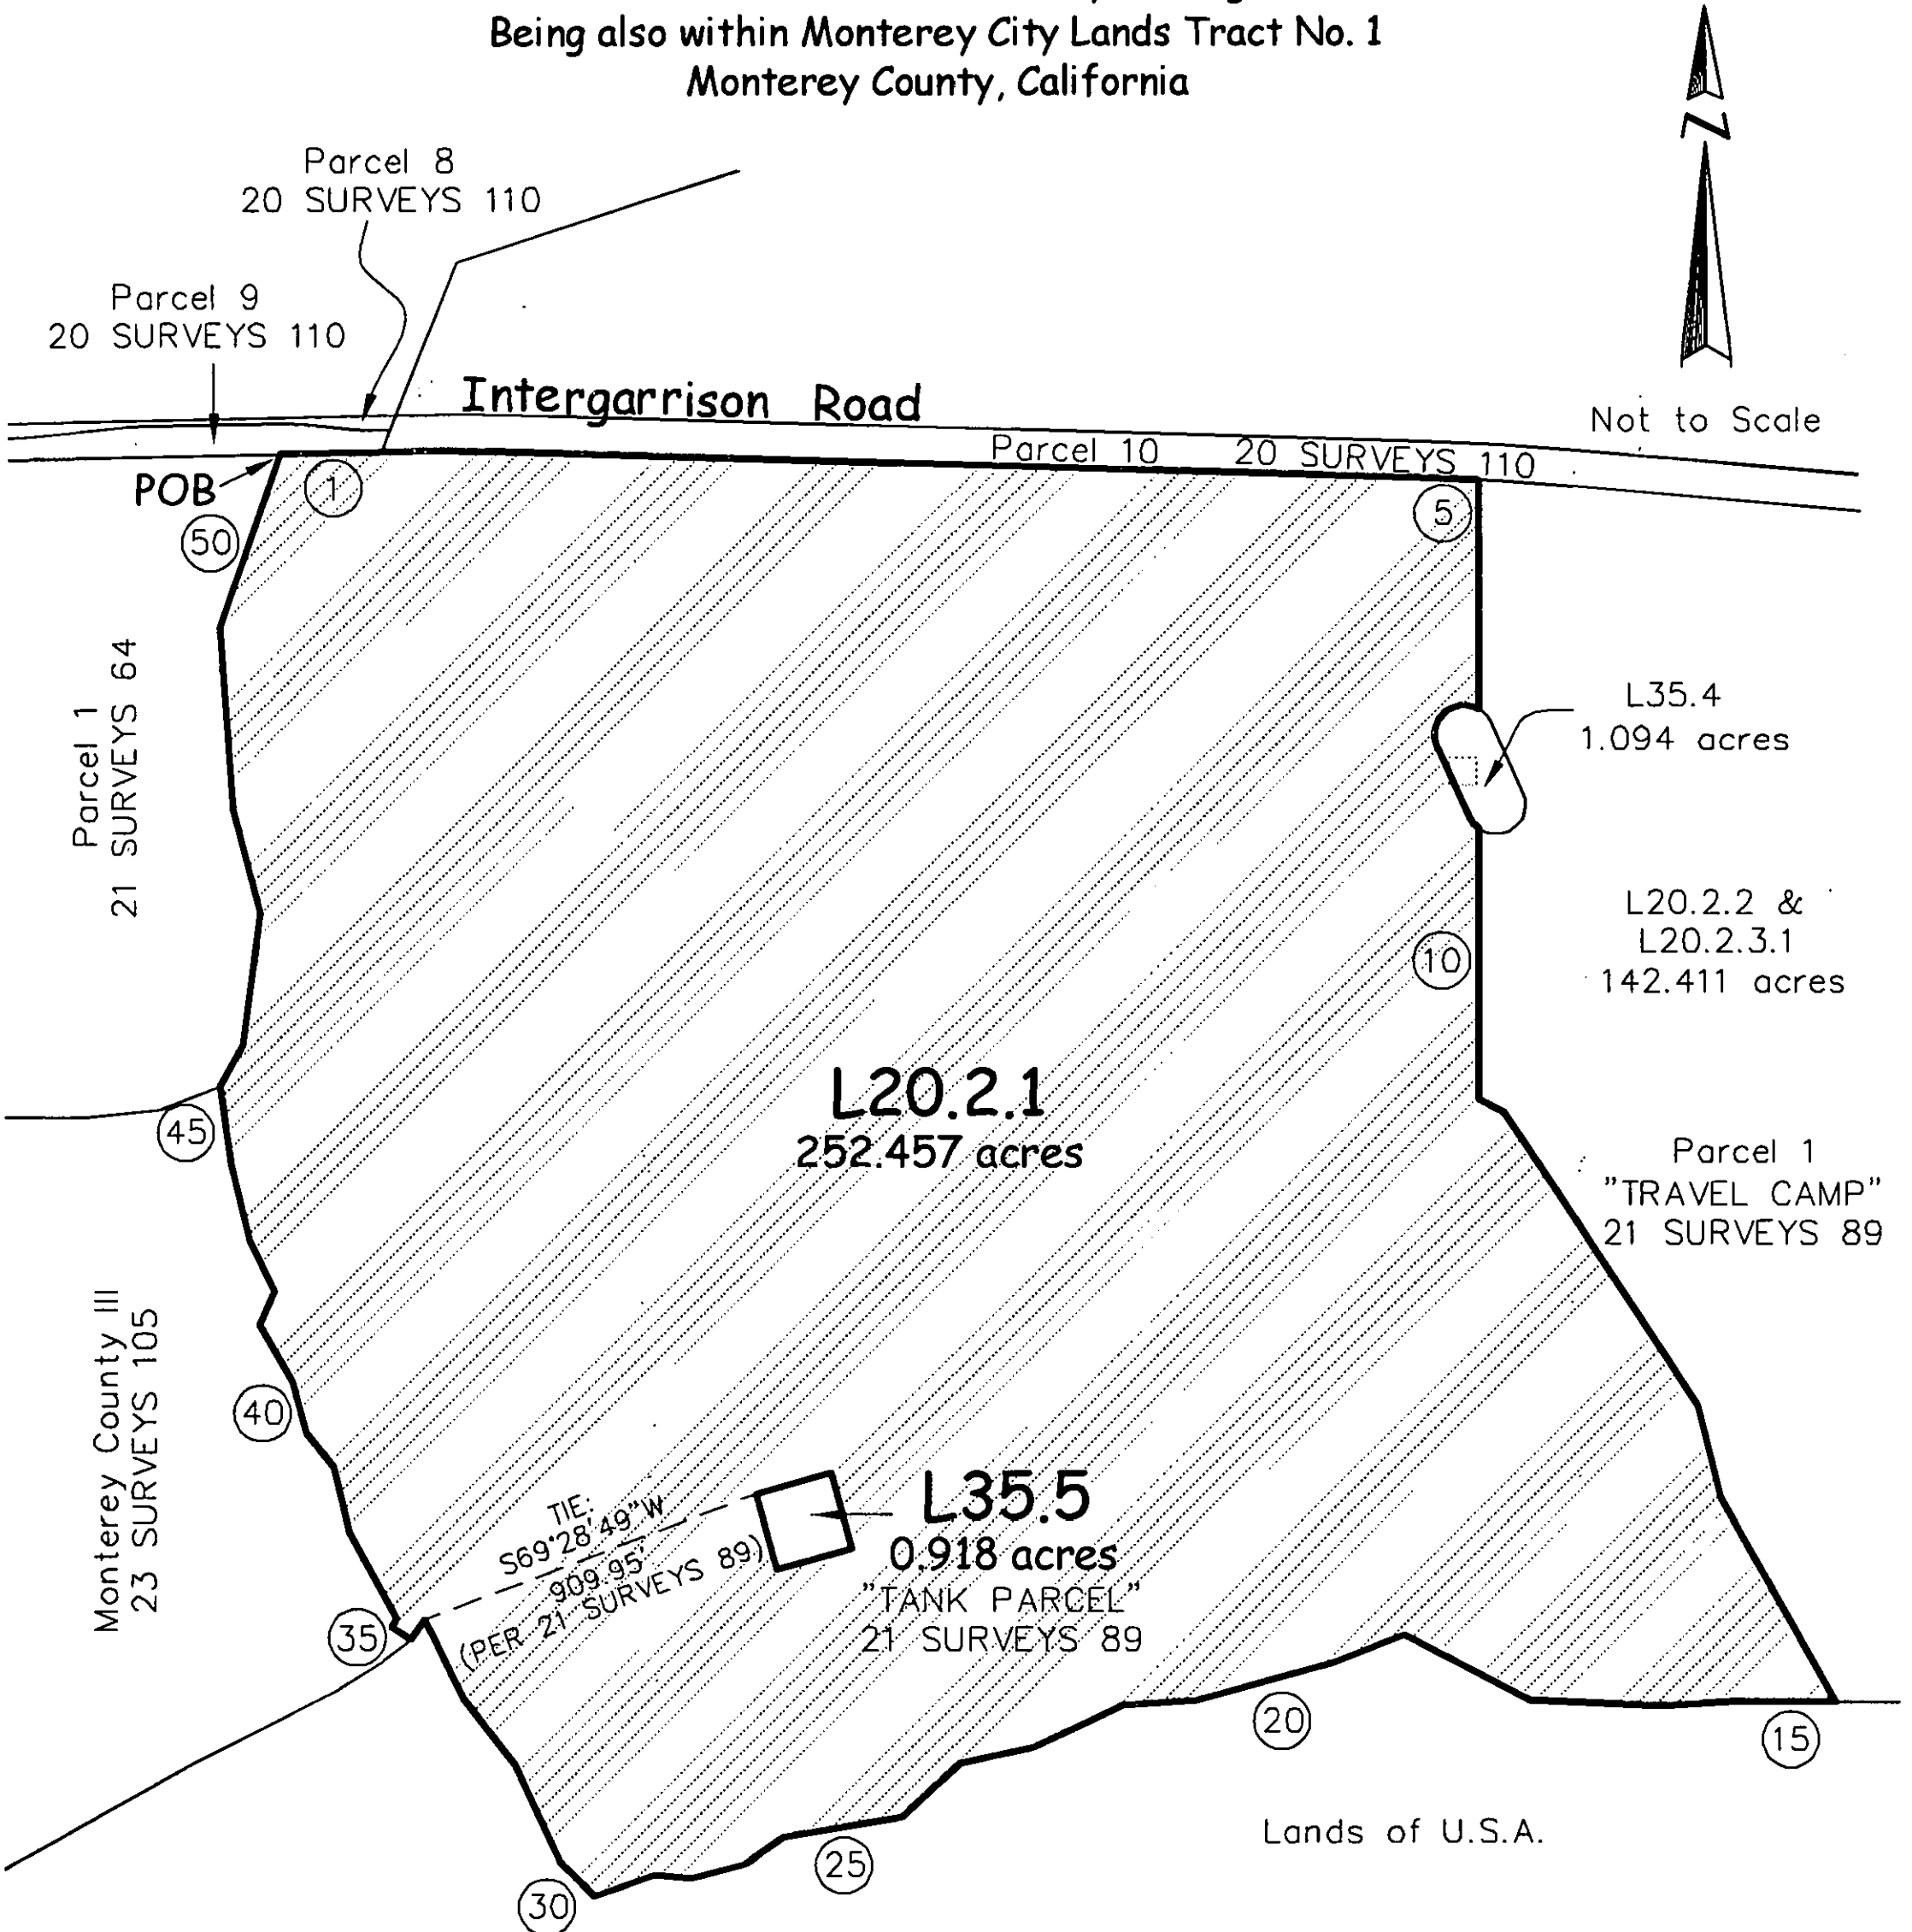 Being also within Monterey City Lands Tract No. 1
Monterey County, California
N
Not to Scale
Parcel 8
20 SURVEYS 110
Parcel 9
20 SURVEYS 110
Intergarrison Road
Parcel 10 20 SURVEYS 110
POB
1
5
50
Parcel 1
21 SURVEYS 64
L35.4
1.094 acres
L20.2.2 &
L20.2.3.1
142.411 acres
10
L20.2.1
252.457 acres
45
Parcel 1
"TRAVEL CAMP"
21 SURVEYS 89
Monterey County III
23 SURVEYS 105
40
TIE:
S69°28'49"W
909.95'
(PER 21 SURVEYS 89)
L35.5
0.918 acres
"TANK PARCEL"
21 SURVEYS 89
35
20
15
Lands of U.S.A.
25
30